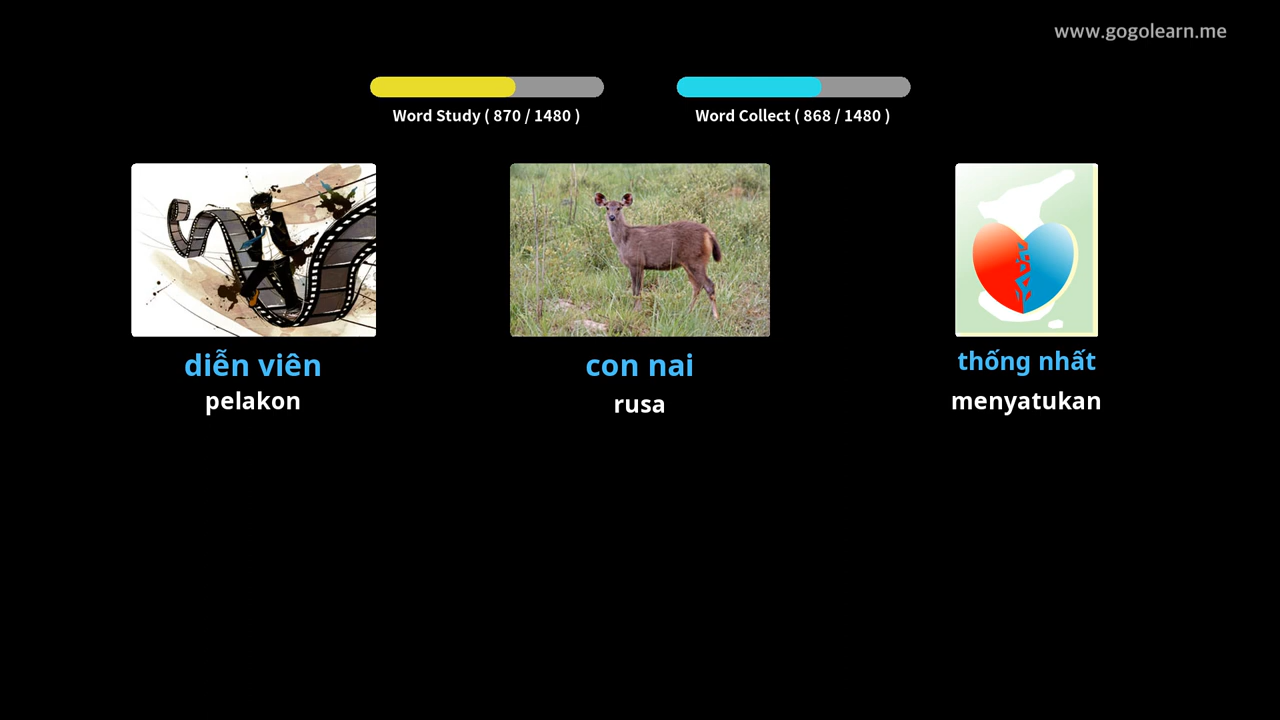 www.gogolearn.me
Word Study ( 870 / 1480 )
Word Collect ( 868 / 1480 )
diễn viên
con nai
thống nhất
pelakon
rusa
menyatukan